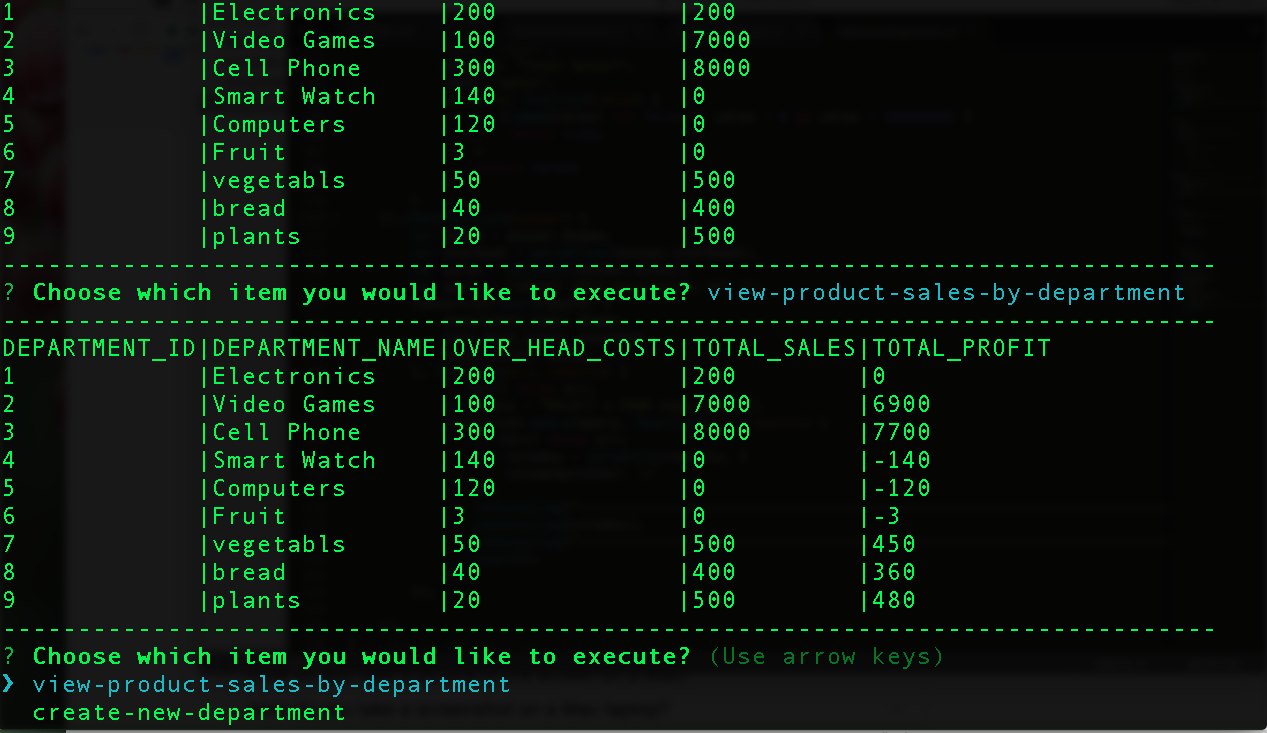 1            |Electronics    |200            |200
2            |Video Games    |100            |7000
3            |Cell Phone     |300            |8000
4            |Smart Watch    |140            |0
5            |Computers      |120            |0
6            |Fruit          |3              |0
7            |vegetabls      |50             |500
8            |bread          |40             |400
9            |plants         |20             |500
---------------------------------------------------------------------------------
? Choose which item you would like to execute? view-product-sales-by-department
---------------------------------------------------------------------------------
DEPARTMENT_ID|DEPARTMENT_NAME|OVER_HEAD_COSTS|TOTAL_SALES|TOTAL_PROFIT
1            |Electronics    |200            |200        |0
2            |Video Games    |100            |7000       |6900
3            |Cell Phone     |300            |8000       |7700
4            |Smart Watch    |140            |0          |-140
5            |Computers      |120            |0          |-120
6            |Fruit          |3              |0          |-3
7            |vegetabls      |50             |500        |450
8            |bread          |40             |400        |360
9            |plants         |20             |500        |480
---------------------------------------------------------------------------------
? Choose which item you would like to execute? (Use arrow keys)
❯ view-product-sales-by-department
  create-new-department